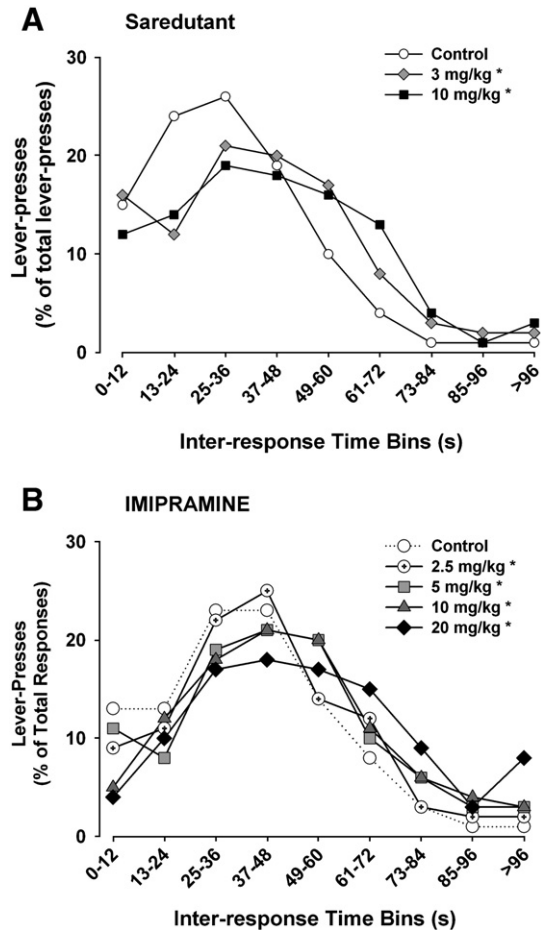 A Saredutant
Control
3 mg/kg *
10 mg/kg *
30
20
10
0
Lever-presses
(% of total lever-presses)
0-12 13-24 25-36 37-48 49-60 61-72 73-84 85-96 >96
Inter-response Time Bins (s)
B IMIPRAMINE
Control
2.5 mg/kg *
5 mg/kg *
10 mg/kg *
20 mg/kg *
30
20
10
0
Lever-Presses
(% of Total Responses)
0-12 13-24 25-36 37-48 49-60 61-72 73-84 85-96 >96
Inter-response Time Bins (s)